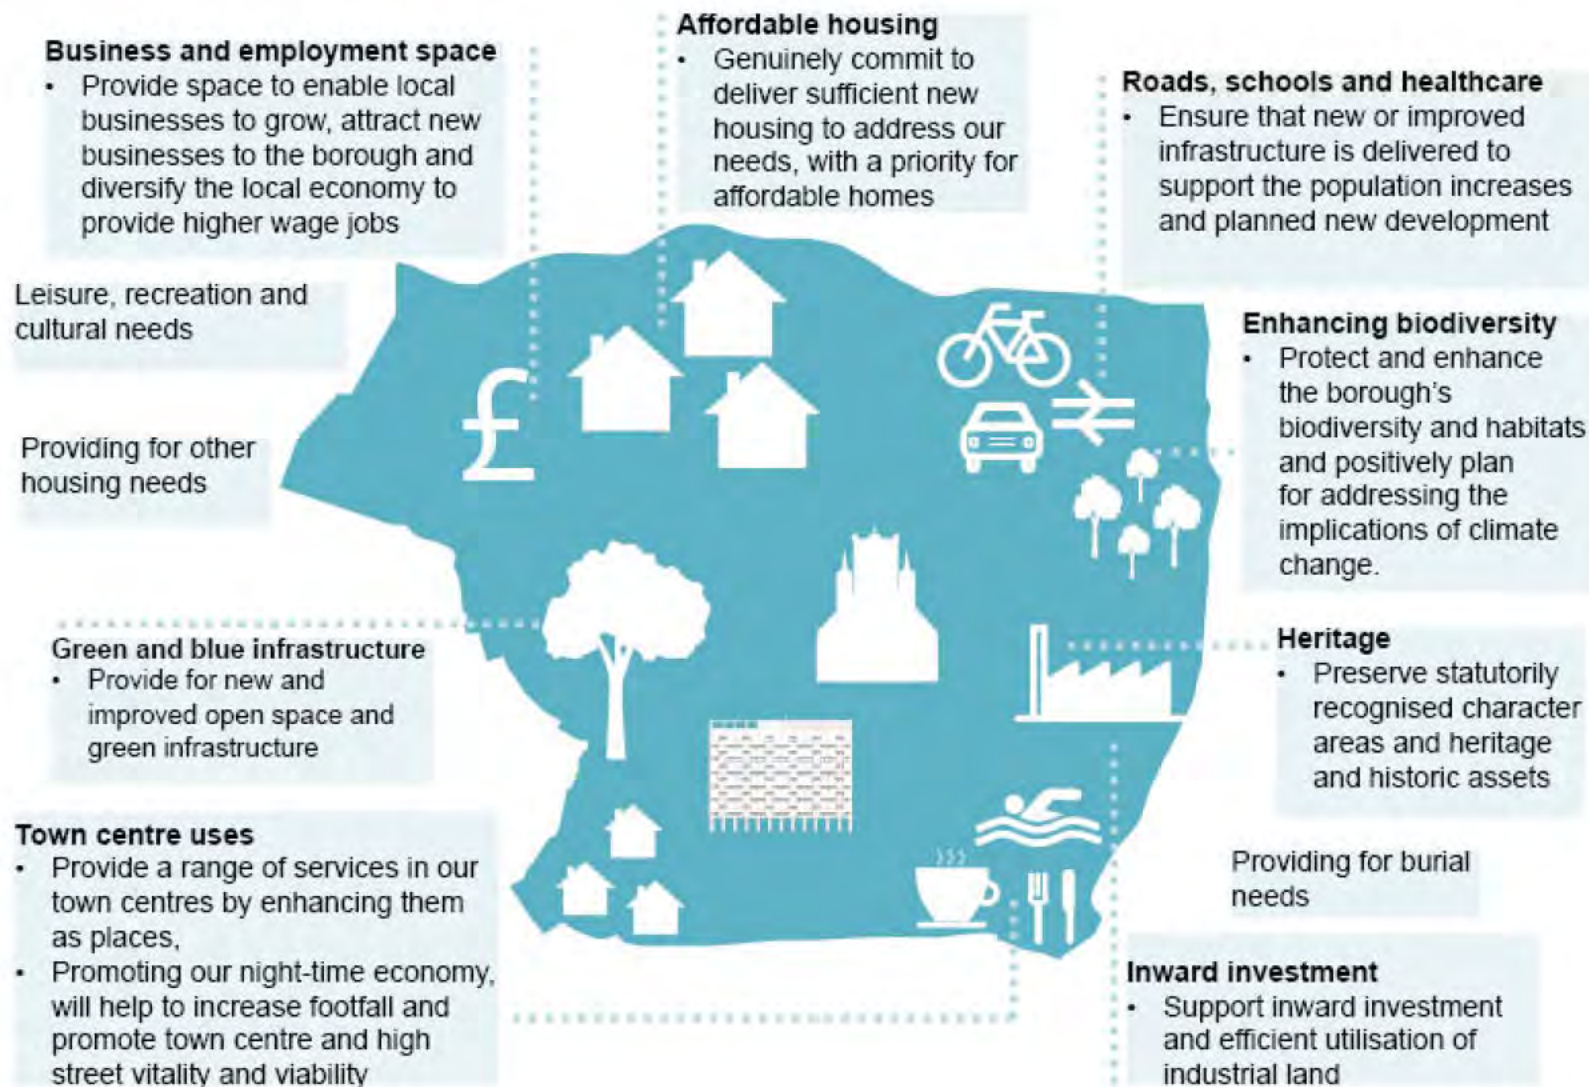 Business and employment space
• Provide space to enable local
businesses to grow, attract new
businesses to the borough and
diversify the local economy to
provide higher wage jobs
Affordable housing
• Genuinely commit to
deliver sufficient new
housing to address our
needs, with a priority for
affordable homes
Roads, schools and healthcare
• Ensure that new or improved
infrastructure is delivered to
support the population increases
and planned new development
Leisure, recreation and
cultural needs
Enhancing biodiversity
• Protect and enhance
the borough's
biodiversity and habitats
and positively plan
for addressing the
implications of climate
change.
Providing for other
housing needs
£
Green and blue infrastructure
• Provide for new and
improved open space and
green infrastructure
Heritage
• Preserve statutorily
recognised character
areas and heritage
and historic assets
Town centre uses
• Provide a range of services in our
town centres by enhancing them
as places,
• Promoting our night-time economy,
will help to increase footfall and
promote town centre and high
street vitality and viability
Providing for burial
needs
Inward investment
• Support inward investment
and efficient utilisation of
industrial land